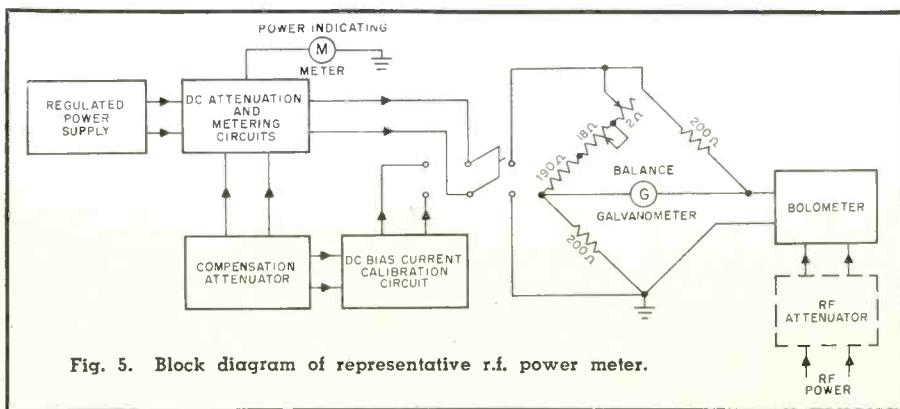 POWER INDICATING
M
METER
REGULATED
POWER
SUPPLY
DC ATTENUATION
AND
METERING
CIRCUITS
COMPENSATION
ATTENUATOR
DC BIAS CURRENT
CALIBRATION
CIRCUIT
190Ω
18Ω
2Ω
200Ω
BALANCE
G
GALVANOMETER
200Ω
BOLOMETER
RF
ATTENUATOR
RF
POWER
Fig. 5. Block diagram of representative r.f. power meter.